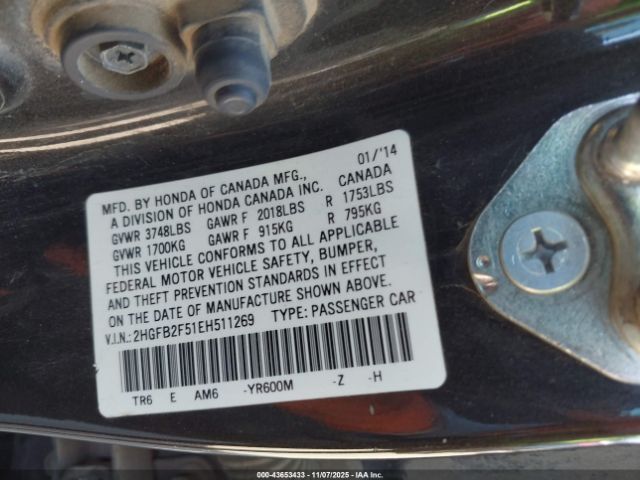 MFD. BY HONDA OF CANADA MFG., 01/'14
A DIVISION OF HONDA CANADA INC. CANADA
GVWR 3748LBS GAWR F 2018LBS R 1753LBS
GVWR 1700KG GAWR F 915KG R 795KG
THIS VEHICLE CONFORMS TO ALL APPLICABLE
FEDERAL MOTOR VEHICLE SAFETY, BUMPER,
AND THEFT PREVENTION STANDARDS IN EFFECT
ON THE DATE OF MANUFACTURE SHOWN ABOVE.
V.I.N.:2HGFB2F51EH511269 TYPE: PASSENGER CAR
TR6 E AM6 -YR600M -Z -H
000-43653433 - 11/07/2025 - IAA Inc.